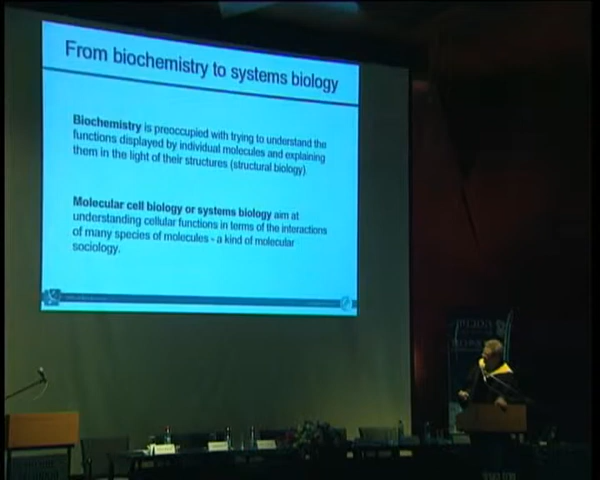 From biochemistry to systems biology
Biochemistry is preoccupied with trying to understand the
functions displayed by individual molecules and explaining
them in the light of their structures (structural biology)
Molecular cell biology or systems biology aim at
understanding cellular functions in terms of the interactions
of many species of molecules - a kind of molecular
sociology.